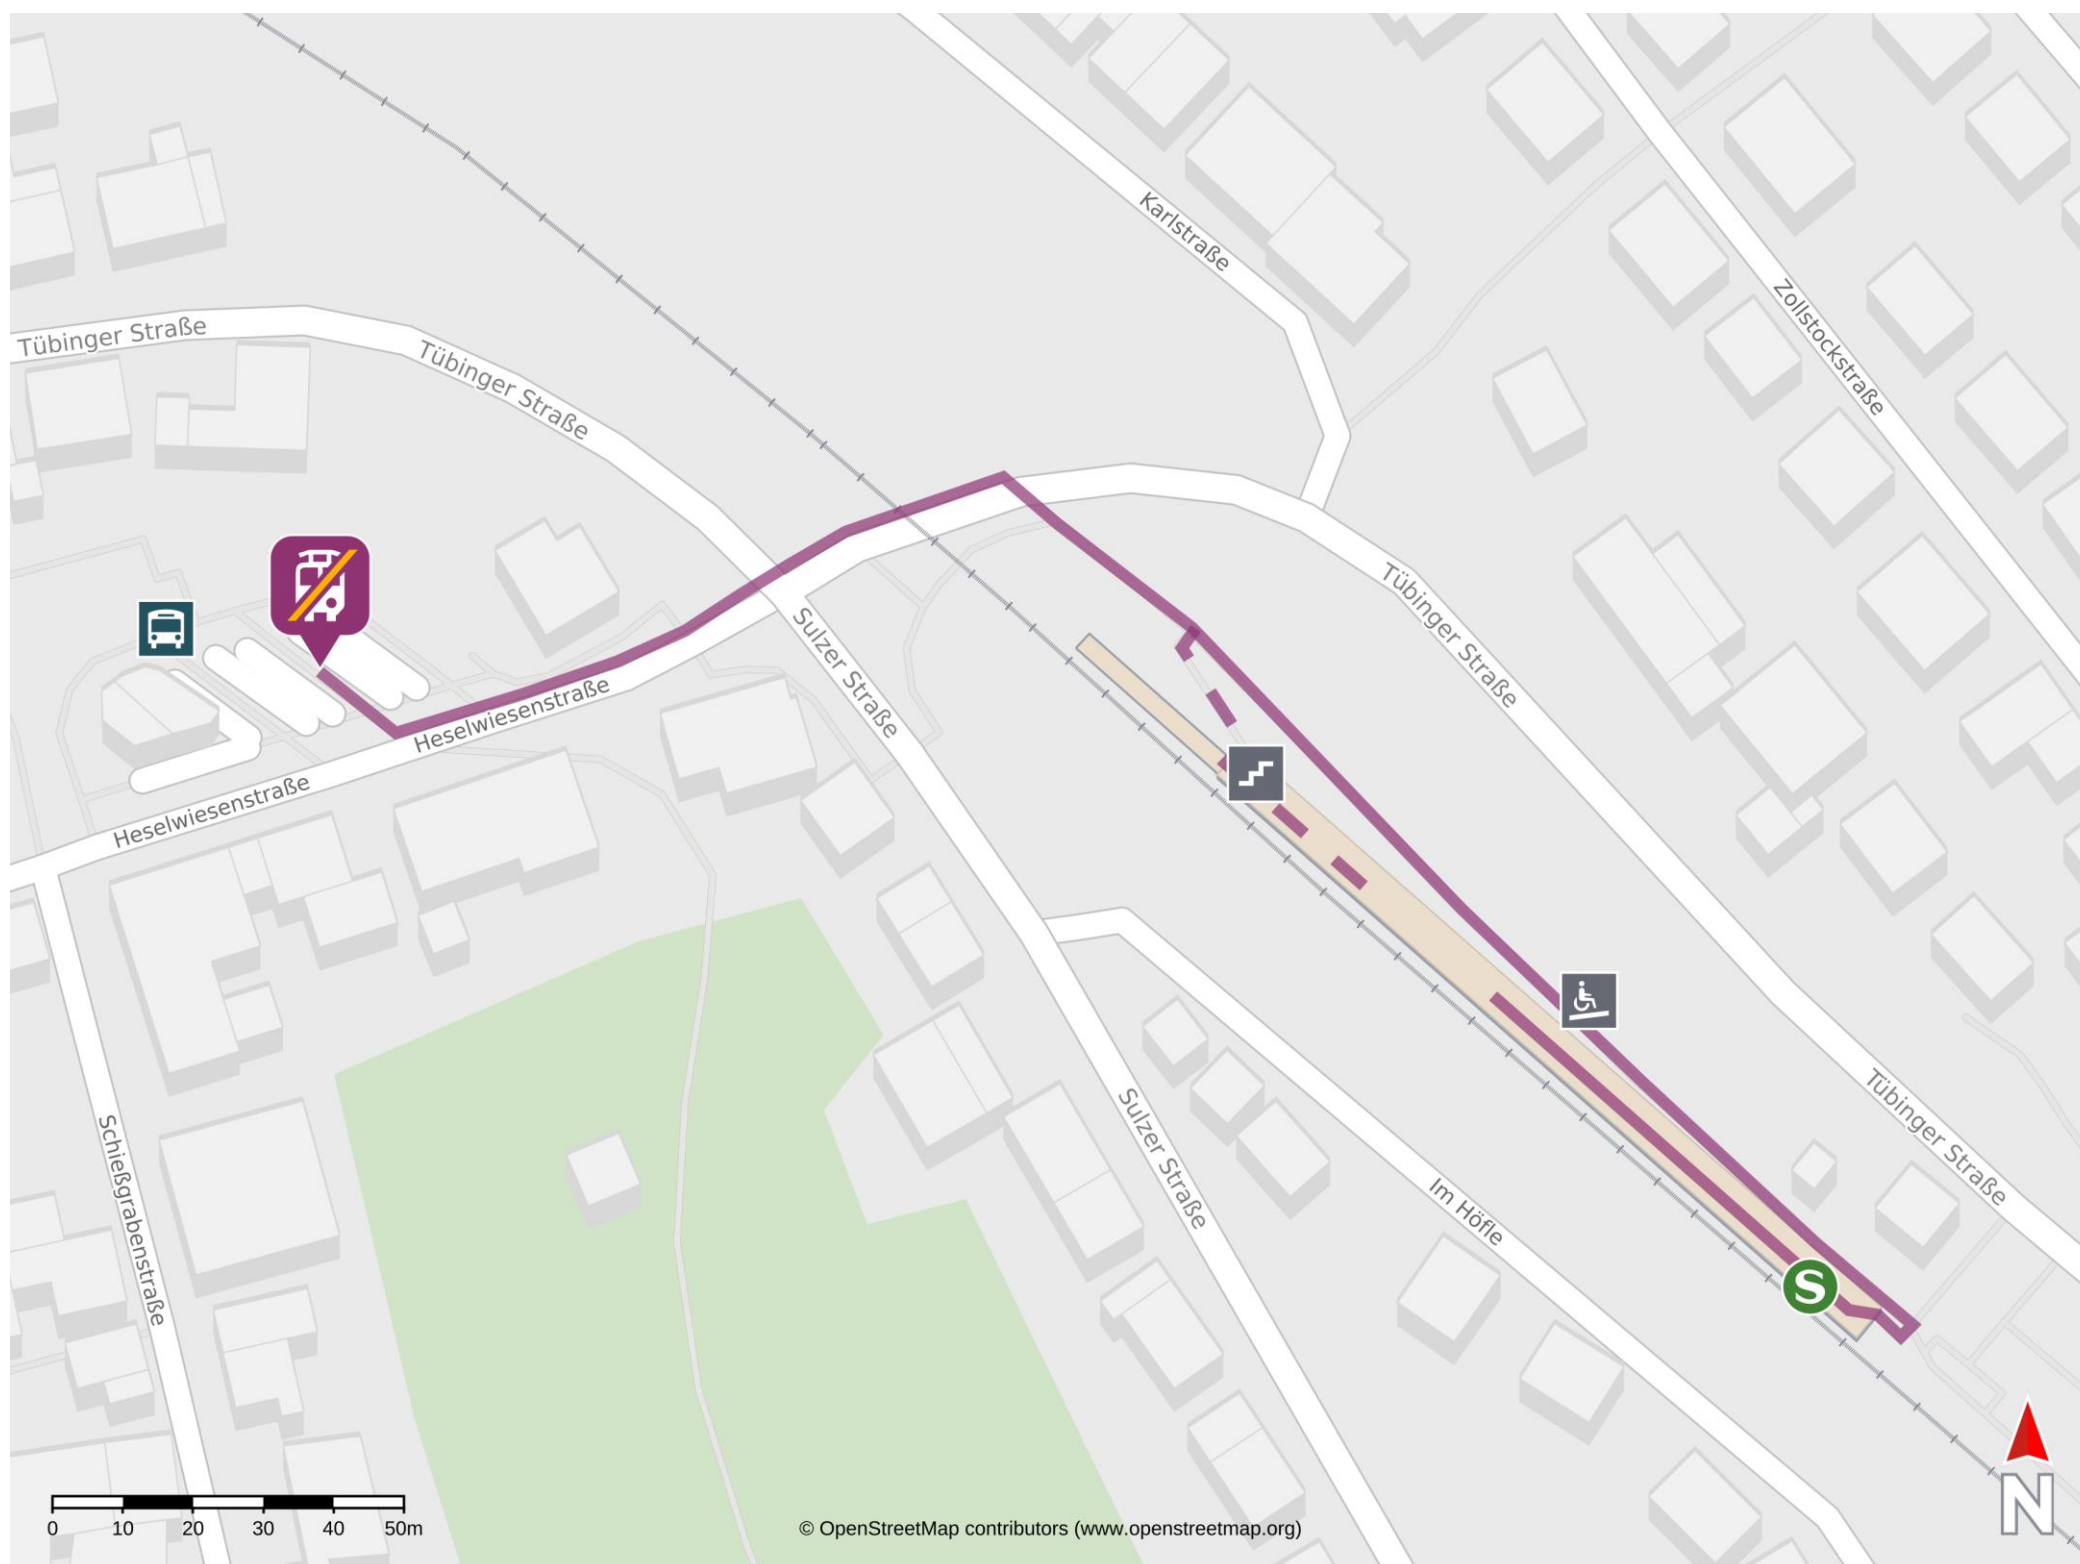 Karlstraße
Zollstockstraße
Tübinger Straße
Tübinger Straße
Tübinger Straße
Sulzer Straße
Heselwiesenstraße
Heselwiesenstraße
S
Tübinger Straße
Sulzer Straße
Im Höfle
Schießgrabenstraße
N
0 10 20 30 40 50m
© OpenStreetMap contributors (www.openstreetmap.org)